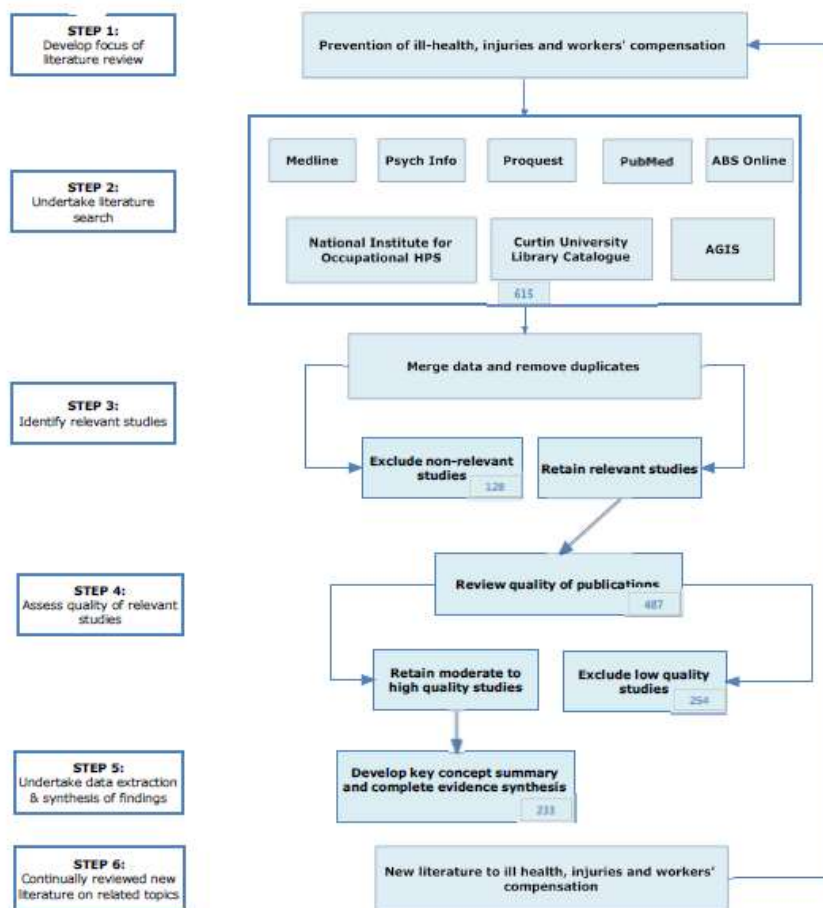 STEP 1:
Develop focus of
literature review
Prevention of ill-health, injuries and workers' compensation
STEP 2:
Undertake literature
search
Medline
Psych Info
Proquest
PubMed
ABS Online
National Institute for
Occupational HPS
Curtin University
Library Catalogue
AGIS
615
STEP 3:
Identify relevant studies
Merge data and remove duplicates
Exclude non-relevant
studies
128
Retain relevant studies
STEP 4:
Assess quality of relevant
studies
Review quality of publications
487
Retain moderate to
high quality studies
Exclude low quality
studies
254
STEP 5:
Undertake data extraction
& synthesis of findings
Develop key concept summary
and complete evidence synthesis
233
STEP 6:
Continually reviewed new
literature on related topics
New literature to ill health, injuries and workers'
compensation